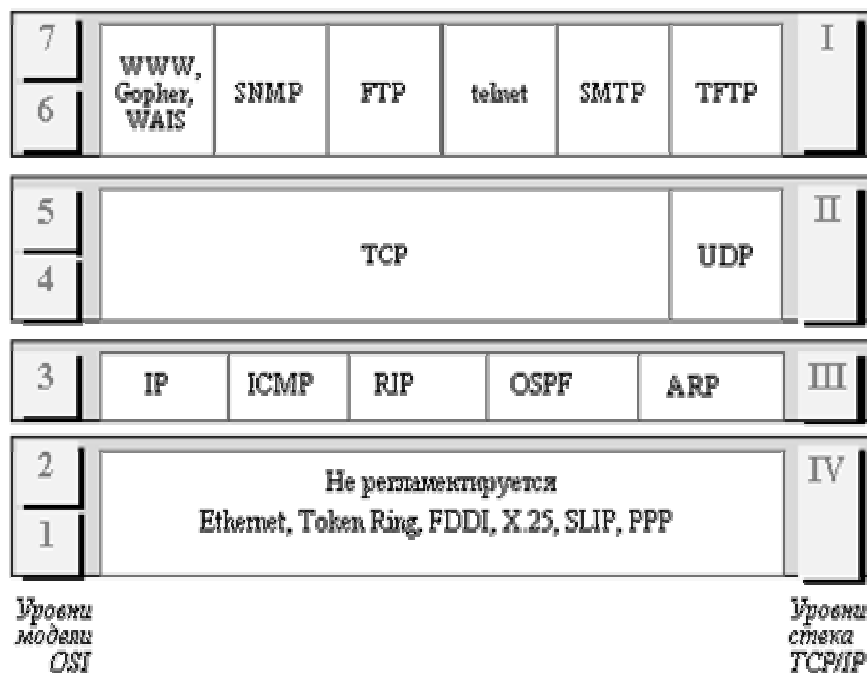 7
6
WWW,
Gopher,
WAIS
SNMP
FTP
telnet
SMTP
TFTP
I
5
4
TCP
UDP
II
3
IP
ICMP
RIP
OSPF
ARP
III
2
1
Не регламентируется
Ethernet, Token Ring, FDDI, X.25, SLIP, PPP
IV
Уровни
модели
OSI
Уровни
стека
TCP/IP